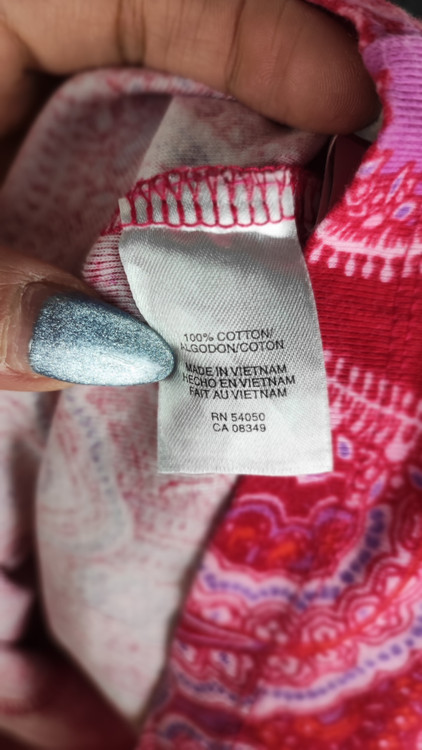 100% COTTON/
ALGODON/COTON
MADE IN VIETNAM
HECHO EN VIETNAM
FAIT AU VIETNAM
RN 54050
CA 08349